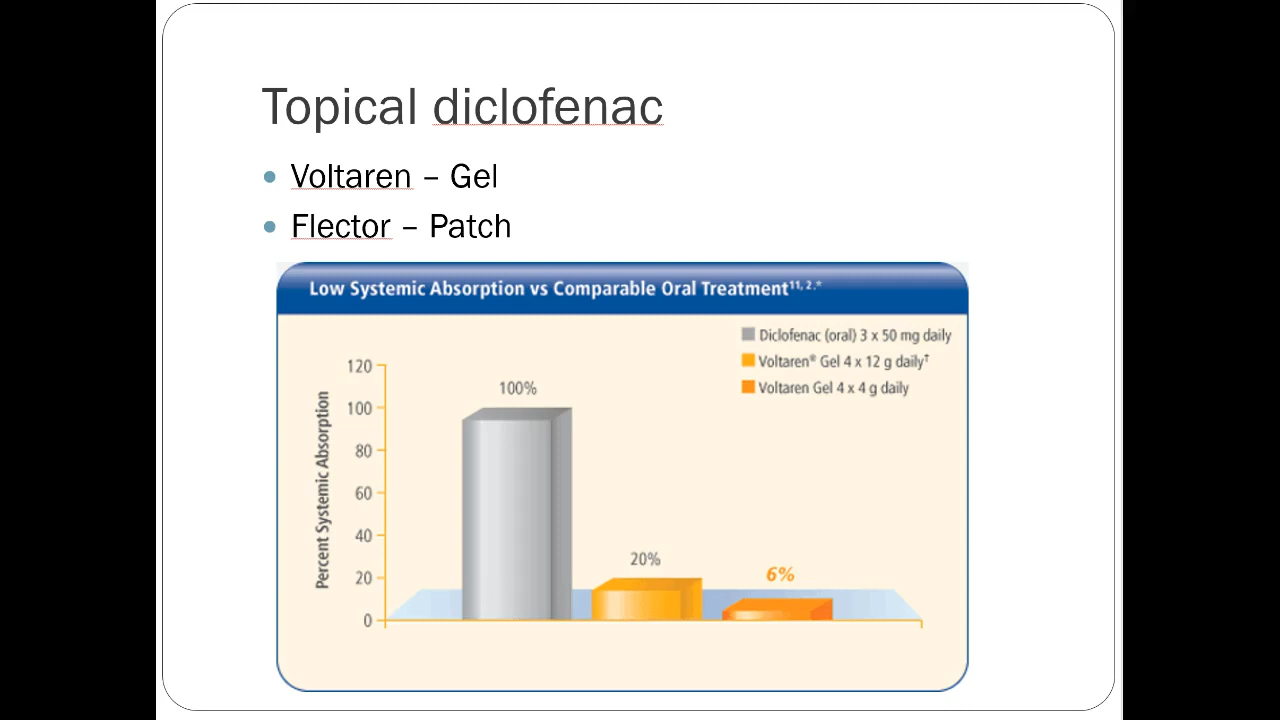 Topical diclofenac
• Voltaren – Gel
• Flector – Patch
Low Systemic Absorption vs Comparable Oral Treatment¹¹,²,*
Diclofenac (oral) 3 x 50 mg daily
Voltaren® Gel 4 x 12 g daily†
Voltaren Gel 4 x 4 g daily
Percent Systemic Absorption
120
100
80
60
40
20
0
100%
20%
6%